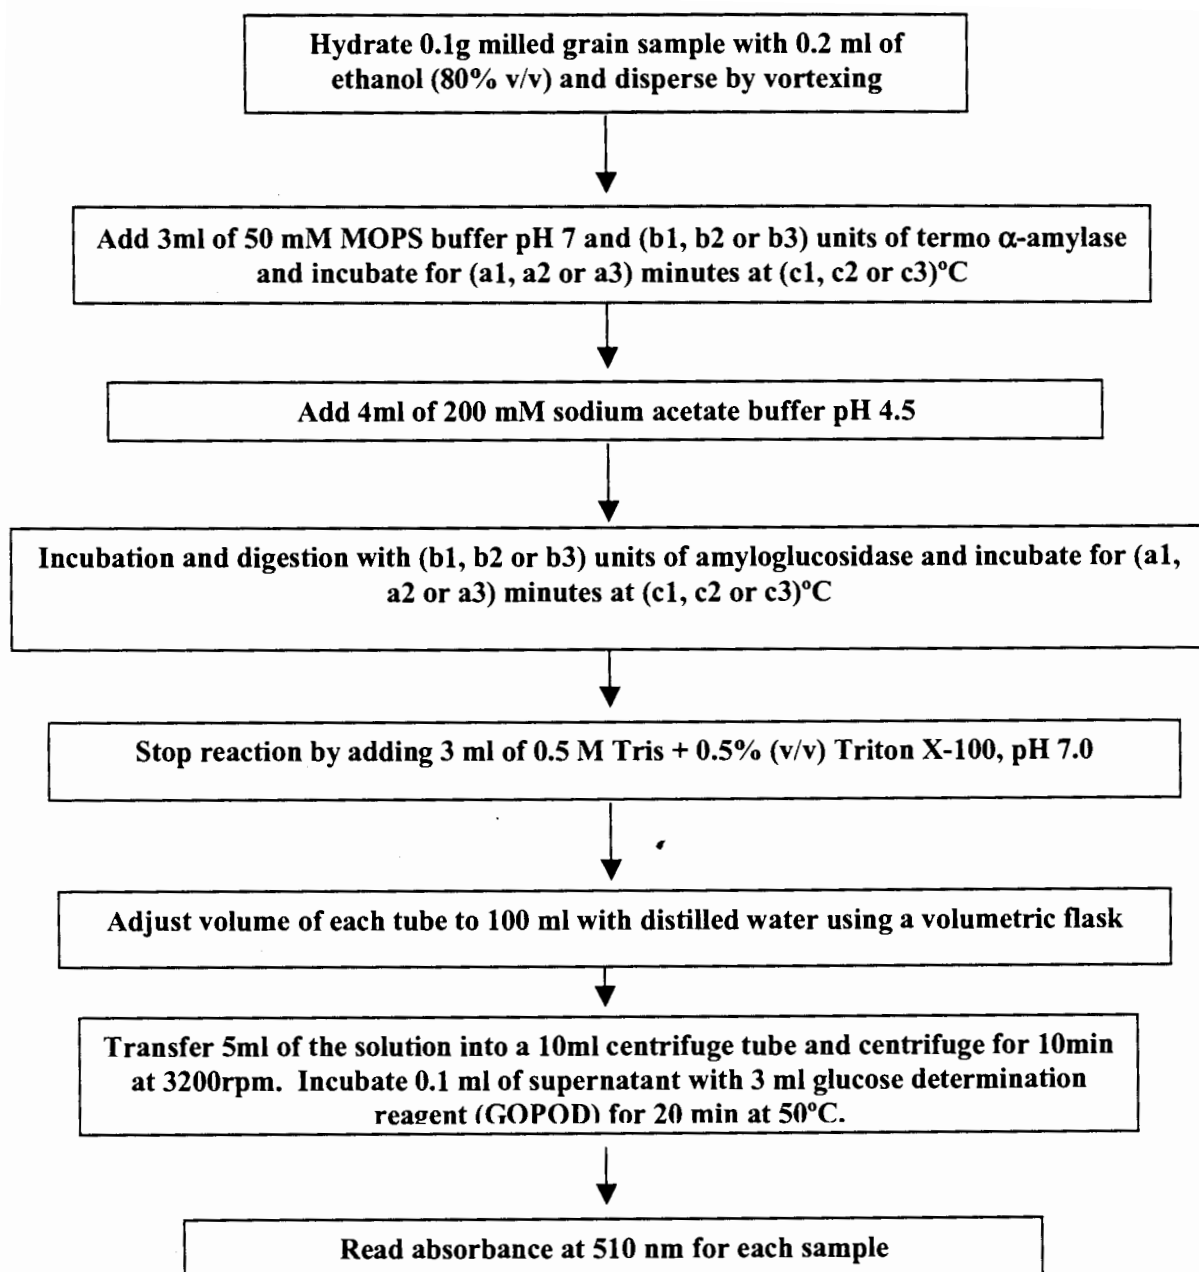 Hydrate 0.1g milled grain sample with 0.2 ml of
ethanol (80% v/v) and disperse by vortexing
Add 3ml of 50 mM MOPS buffer pH 7 and (b1, b2 or b3) units of termo α-amylase
and incubate for (a1, a2 or a3) minutes at (c1, c2 or c3)ºC
Add 4ml of 200 mM sodium acetate buffer pH 4.5
Incubation and digestion with (b1, b2 or b3) units of amyloglucosidase and incubate for (a1,
a2 or a3) minutes at (c1, c2 or c3)ºC
Stop reaction by adding 3 ml of 0.5 M Tris + 0.5% (v/v) Triton X-100, pH 7.0
Adjust volume of each tube to 100 ml with distilled water using a volumetric flask
Transfer 5ml of the solution into a 10ml centrifuge tube and centrifuge for 10min
at 3200rpm. Incubate 0.1 ml of supernatant with 3 ml glucose determination
reagent (GOPOD) for 20 min at 50ºC.
Read absorbance at 510 nm for each sample